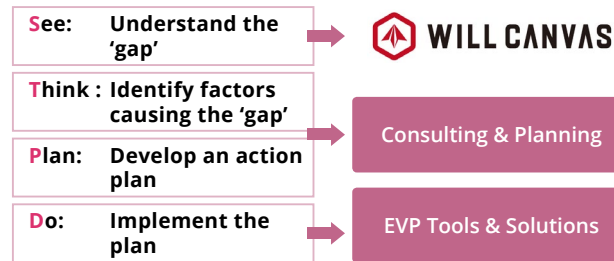 See: Understand the
‘gap’
WILL CANVAS
Think : Identify factors
causing the ‘gap’
Consulting & Planning
Plan: Develop an action
plan
Do: Implement the
plan
EVP Tools & Solutions